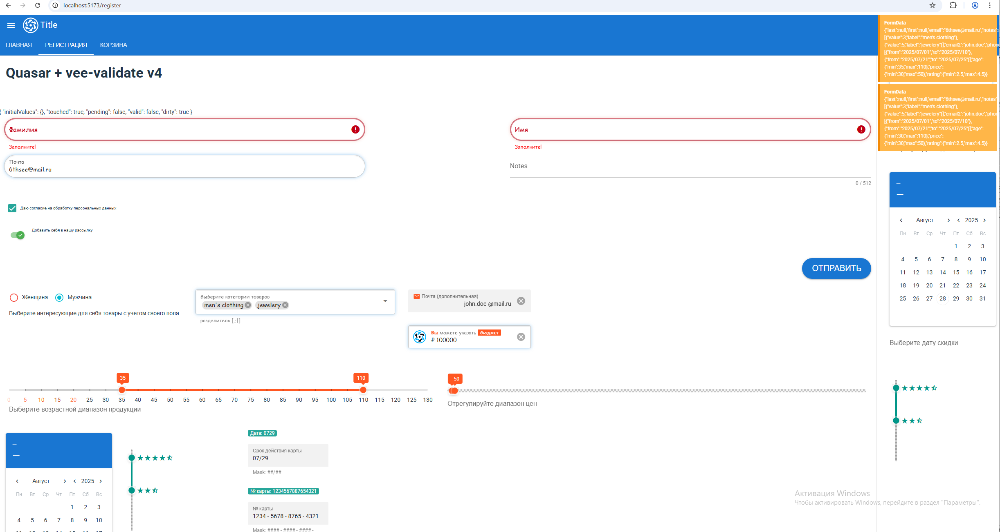 localhost:5173/register
Title
ГЛАВНАЯ РЕГИСТРАЦИЯ КОРЗИНА
FormData
{"last":null,"first":null,"email":"6thsee@mail.ru","notes":
[{"value":3,"label":"men's clothing"},
{"value":5,"label":"jewelery"}],"email2":"john.doe","phon
[{"from":"2025/07/01","to":"2025/07/10"},
{"from":"2025/07/21","to":"2025/07/25"}],"age":
{"min":35,"max":110},"price":
{"min":30,"max":50},"rating":{"min":2.5,"max":4.5}}
FormData
{"last":null,"first":null,"email":"6thsee@mail.ru","notes"
[{"value":3,"label":"men's clothing"},
{"value":5,"label":"jewelery"}],"email2":"john.doe","phon
[{"from":"2025/07/01","to":"2025/07/10"},
{"from":"2025/07/21","to":"2025/07/25"}],"age":
{"min":30,"max":110},"price":
{"min":30,"max":50},"rating":{"min":2.5,"max":4.5}}
Quasar + vee-validate v4
{ "initialValues": {}, "touched": true, "pending": false, "valid": false, "dirty": true } --
Фамилия
Заполните!
Имя
Заполните!
Почта
6thsee@mail.ru
Notes
0 / 512
Даю согласие на обработку персональных данных
Добавить себя в нашу рассылку
ОТПРАВИТЬ
Женщина Мужчина
Выберите интересующие для себя товары с учетом своего пола
Выберите категории товаров
men's clothing jewelery
разделитель [,;|]
Почта (дополнительная)
john.doe @mail.ru
Вы можете указать бюджет
₽ 100000
35 110
0 5 10 15 20 25 30 35 40 45 50 55 60 65 70 75 80 85 90 95 100 105 110 115 120 125 130
Выберите возрастной диапазон продукции
50
Отрегулируйте диапазон цен
—
—
Август 2025
Пн Вт Ср Чт Пт Сб Вс
1 2 3
4 5 6 7 8 9 10
Дата: 0729
Срок действия карты
07/29
Mask: ##/##
№ карты: 1234567887654321
№ карты
1234 - 5678 - 8765 - 4321
Mask: #### - #### - #### -
—
—
Август 2025
Пн Вт Ср Чт Пт Сб Вс
1 2 3
4 5 6 7 8 9 10
11 12 13 14 15 16 17
18 19 20 21 22 23 24
25 26 27 28 29 30 31
Выберите дату скидки
Активация Windows
Чтобы активировать Windows, перейдите в раздел "Параметры".